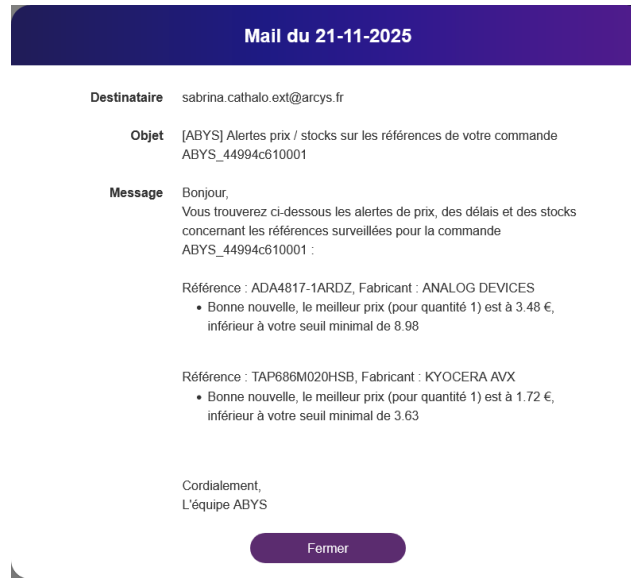 Mail du 21-11-2025
Destinataire sabrina.cathalo.ext@arcys.fr
Objet [ABYS] Alertes prix / stocks sur les références de votre commande
ABYS_44994c610001
Message Bonjour,
Vous trouverez ci-dessous les alertes de prix, des délais et des stocks
concernant les références surveillées pour la commande
ABYS_44994c610001 :
Référence : ADA4817-1ARDZ, Fabricant : ANALOG DEVICES
• Bonne nouvelle, le meilleur prix (pour quantité 1) est à 3.48 €,
inférieur à votre seuil minimal de 8.98
Référence : TAP686M020HSB, Fabricant : KYOCERA AVX
• Bonne nouvelle, le meilleur prix (pour quantité 1) est à 1.72 €,
inférieur à votre seuil minimal de 3.63
Cordialement,
L'équipe ABYS
Fermer